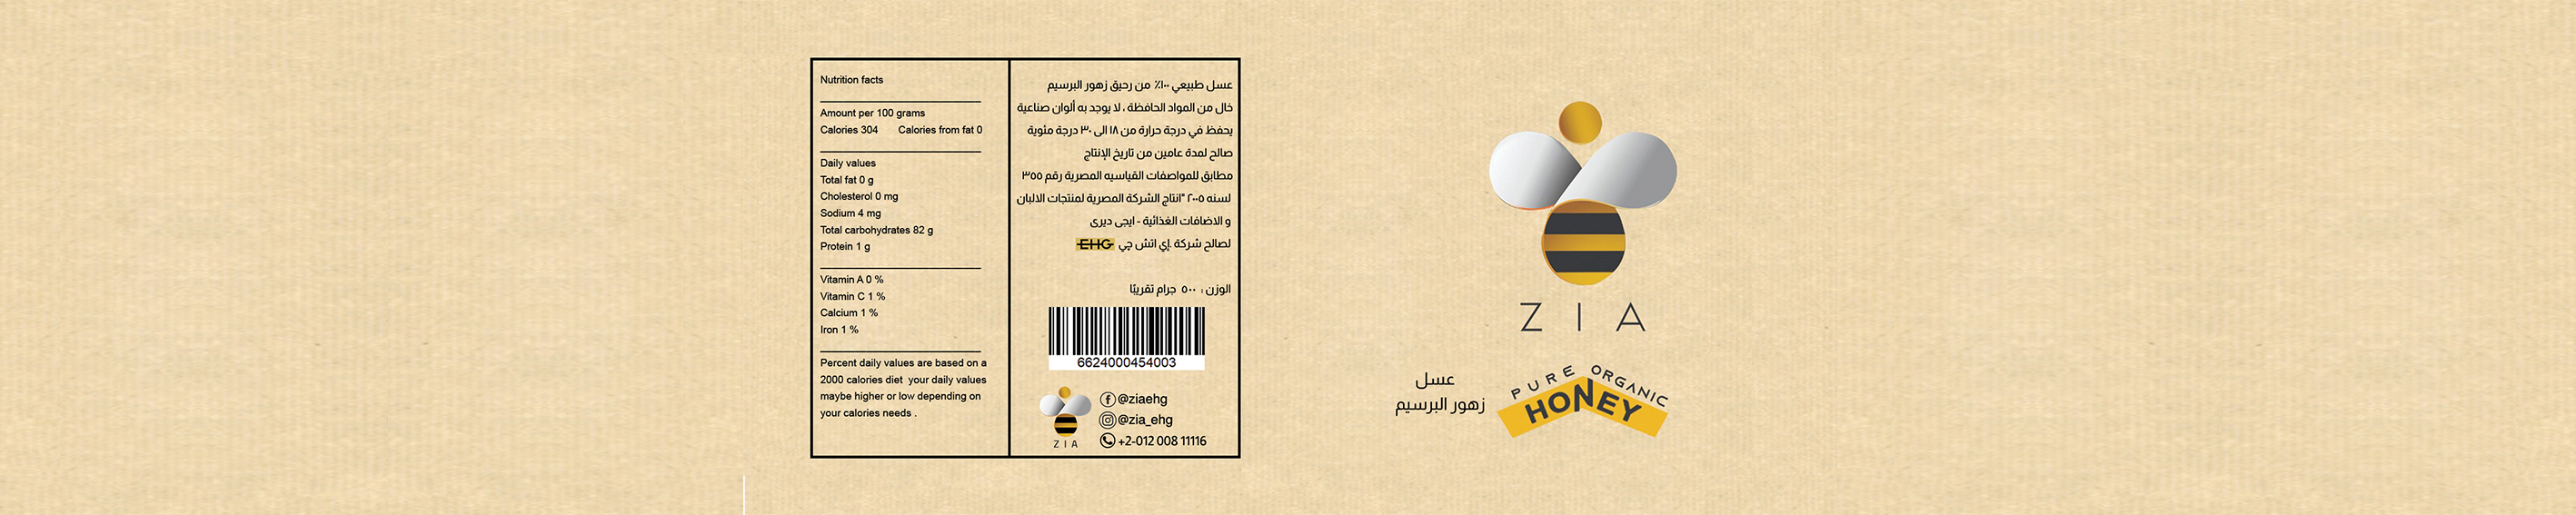 Nutrition facts
Amount per 100 grams
Calories 304 Calories from fat 0
Daily values
Total fat 0 g
Cholesterol 0 mg
Sodium 4 mg
Total carbohydrates 82 g
Protein 1 g
Vitamin A 0 %
Vitamin C 1 %
Calcium 1 %
Iron 1 %
Percent daily values are based on a
2000 calories diet your daily values
maybe higher or low depending on
your calories needs .
عسل طبيعي ١٠٠٪ من رحيق زهور البرسيم
خال من المواد الحافظة ، لا يوجد به ألوان صناعية
يحفظ في درجة حرارة من ١٨ الى ٣٠ درجة مئوية
صالح لمدة عامين من تاريخ الإنتاج
مطابق للمواصفات القياسيه المصرية رقم ٣٥٥
لسنه ٢٠٠٥ "انتاج الشركة المصرية لمنتجات الالبان
و الاضافات الغذائية - ايجى ديرى
لصالح شركة .إي اتش چي EHG
الوزن : ٥٠٠ جرام تقريبًا
6624000454003
@ziaehg
@zia_ehg
+2-012 008 11116
ZIA
ZIA
PURE ORGANIC
HONEY
عسل
زهور البرسيم